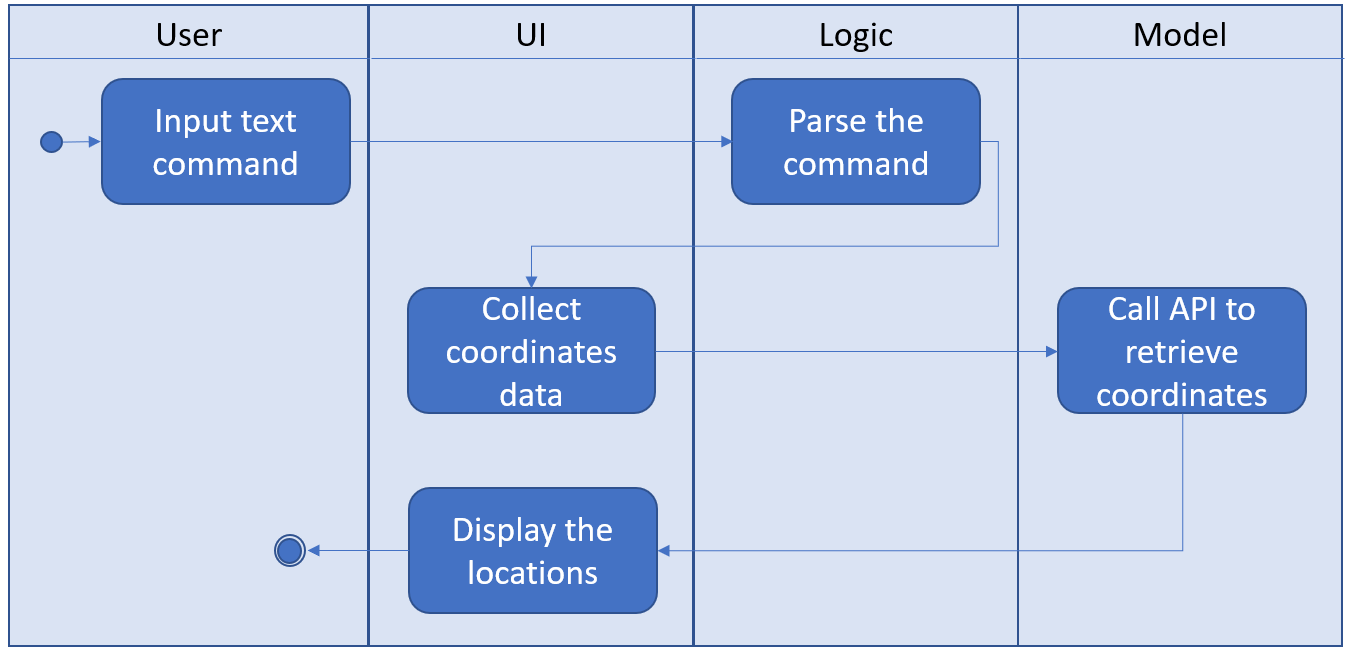 User
UI
Logic
Model
Input text
command
Parse the
command
Collect
coordinates
data
Call API to
retrieve
coordinates
Display the
locations